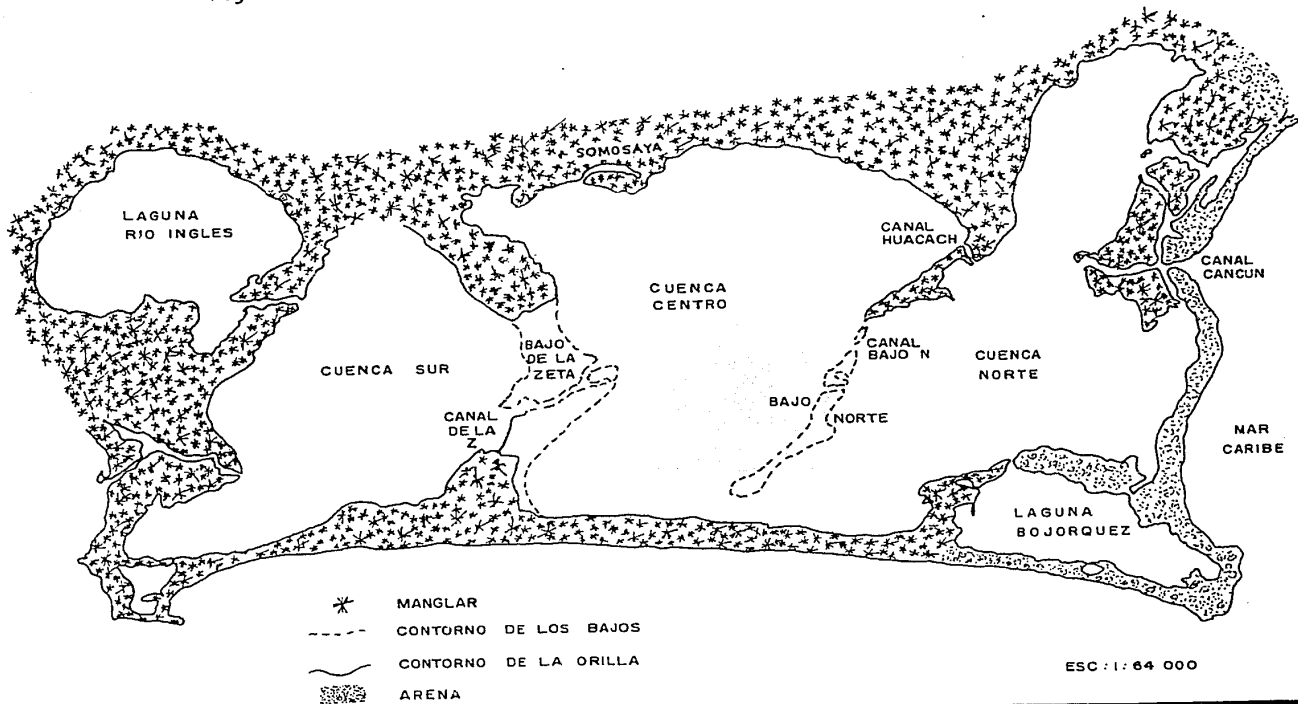 SOMOSAYA
LAGUNA
RIO INGLES
CANAL
HUACACH
CANAL
CANCUN
CUENCA
CENTRO
BAJO
DE LA
ZETA
CANAL
BAJO N
CUENCA
NORTE
CUENCA SUR
BAJO
NORTE
CANAL
DE LA
Z
MAR
CARIBE
LAGUNA
BOJORQUEZ
MANGLAR
CONTORNO DE LOS BAJOS
CONTORNO DE LA ORILLA
ARENA
ESC : 1 : 64 000